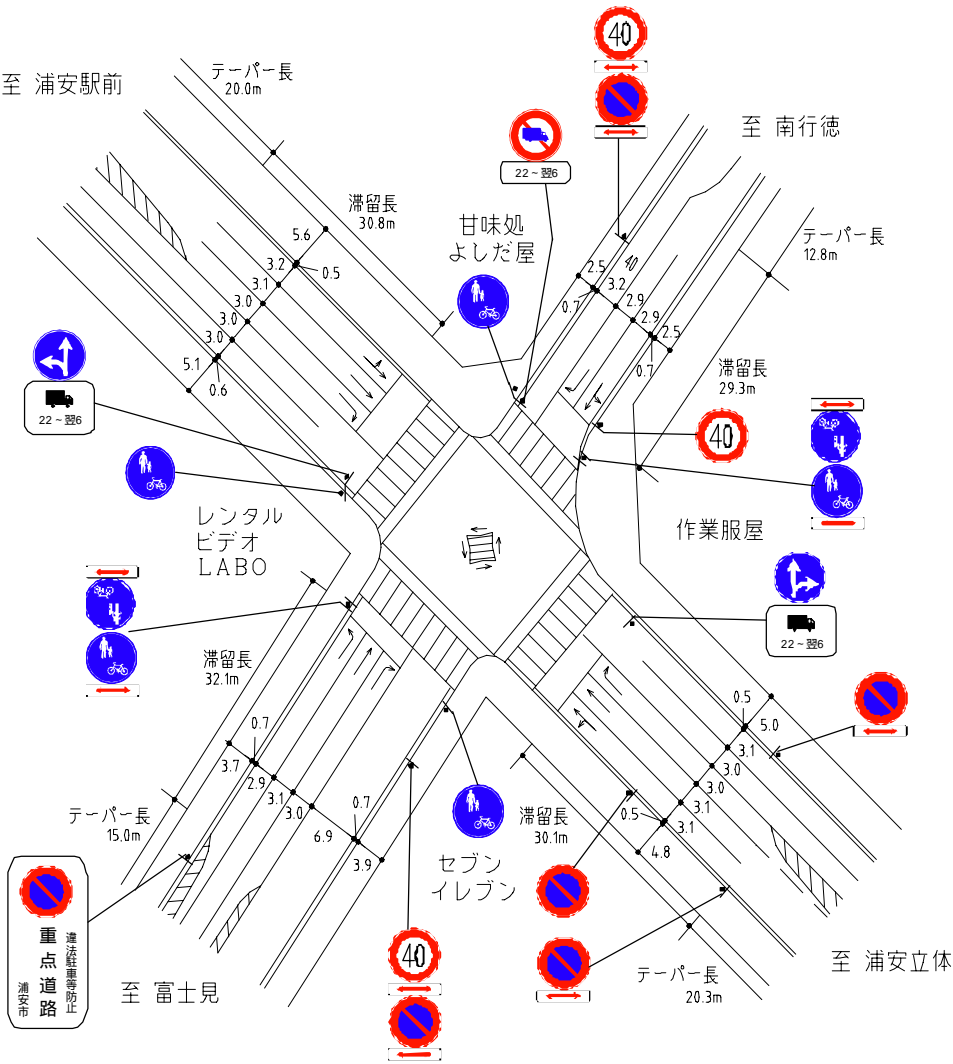 40
テーパー長
20.0m
至 浦安駅前
至 南行徳
22～翌6
滞留長
30.8m
甘味処
よしだ屋
5.6
3.2
0.5
3.1
3.0
3.0
3.0
5.1
0.6
テーパー長
12.8m
2.5
40
3.2
0.7
2.9
2.9
2.5
0.7
滞留長
29.3m
22～翌6
40
レンタル
ビデオ
LABO
作業服屋
22～翌6
滞留長
32.1m
0.7
3.7
2.9
3.1
3.0
0.7
6.9
3.9
0.5
5.0
3.1
3.0
3.0
3.1
0.5
3.1
4.8
テーパー長
15.0m
滞留長
30.1m
セブン
イレブン
違法駐車等防止
重点道路
浦安市
至 富士見
40
至 浦安立体
テーパー長
20.3m